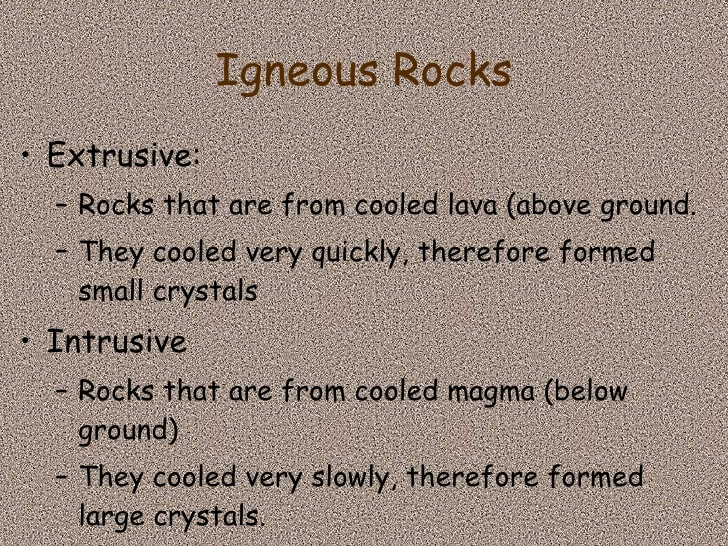 Igneous Rocks
• Extrusive:
– Rocks that are from cooled lava (above ground.
– They cooled very quickly, therefore formed
small crystals
• Intrusive
– Rocks that are from cooled magma (below
ground)
– They cooled very slowly, therefore formed
large crystals.